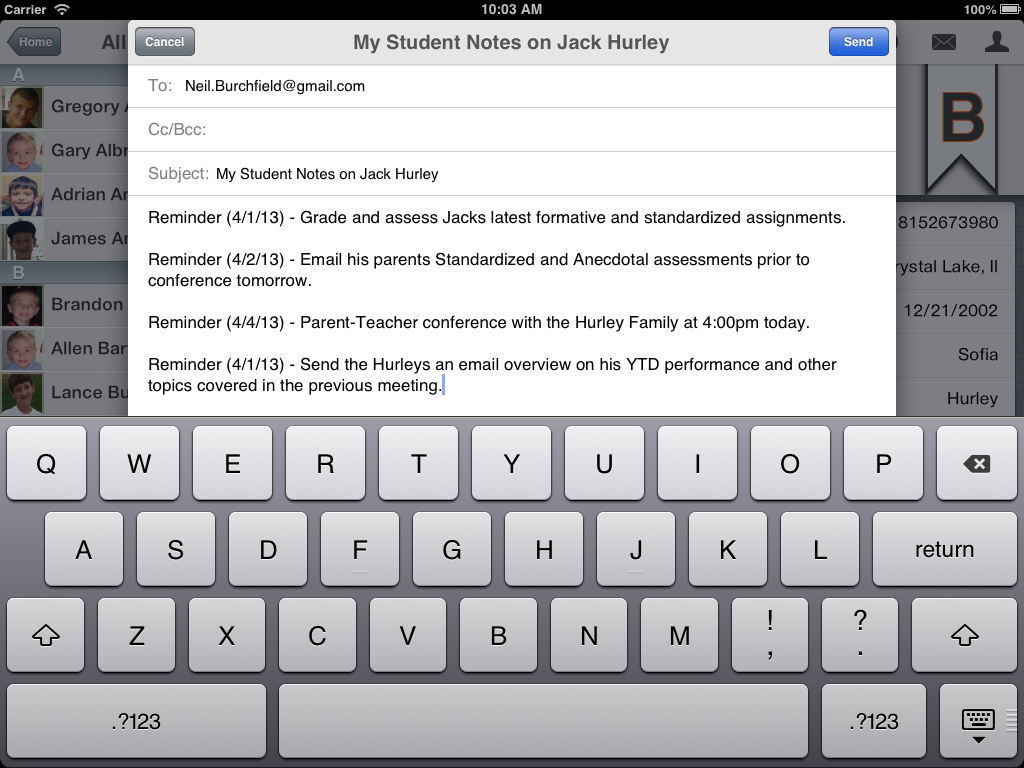 Carrier 10:03 AM 100%
Home All
Cancel My Student Notes on Jack Hurley Send
To: Neil.Burchfield@gmail.com
Cc/Bcc:
Subject: My Student Notes on Jack Hurley
Reminder (4/1/13) - Grade and assess Jacks latest formative and standardized assignments.
Reminder (4/2/13) - Email his parents Standardized and Anecdotal assessments prior to
conference tomorrow.
Reminder (4/4/13) - Parent-Teacher conference with the Hurley Family at 4:00pm today.
Reminder (4/1/13) - Send the Hurleys an email overview on his YTD performance and other
topics covered in the previous meeting.
A
Gregory A
Gary Albr
Adrian Ar
James Ar
B
Brandon
Allen Bar
Lance Bu
B
8152673980
rystal Lake, Il
12/21/2002
Sofia
Hurley
Q W E R T Y U I O P
A S D F G H J K L return
Z X C V B N M ! , ? .
.?123 .?123